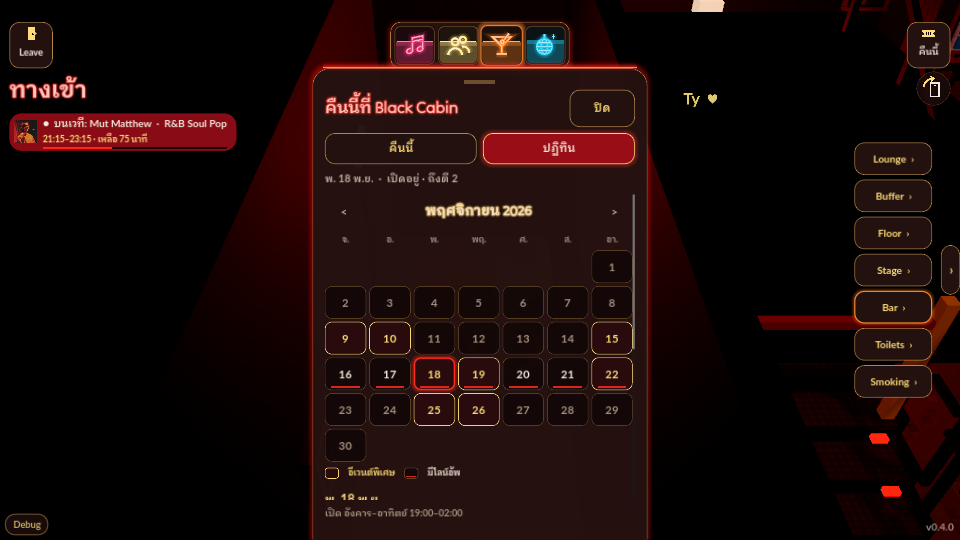 Leave
คืนนี้
ทางเข้า
● บนเวที: Mut Matthew · R&B Soul Pop
21:15–23:15 · เหลือ 75 นาที
Ty ♥
คืนนี้ที่ Black Cabin
ปิด
คืนนี้
ปฏิทิน
พ. 18 พ.ย. · เปิดอยู่ · ถึงตี 2
< พฤศจิกายน 2026 >
จ. อ. พ. พฤ. ศ. ส. อา.
1
2 3 4 5 6 7 8
9 10 11 12 13 14 15
16 17 18 19 20 21 22
23 24 25 26 27 28 29
30
อีเวนต์พิเศษ มีไลน์อัพ
พ. 18 พ.ย.
เปิด อังคาร–อาทิตย์ 19:00–02:00
Lounge ›
Buffer ›
Floor ›
Stage ›
Bar ›
Toilets ›
Smoking ›
›
Debug
v0.4.0